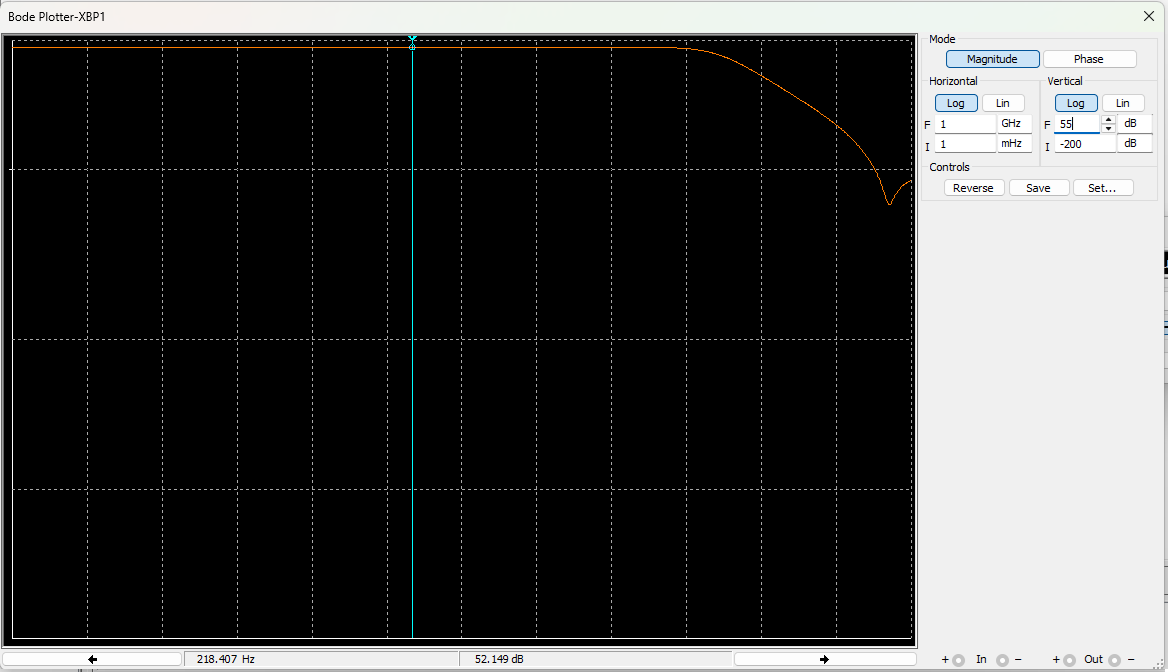 Bode Plotter-XBP1
Mode
Magnitude Phase
Horizontal Vertical
Log Lin Log Lin
F 1 GHz F 55 dB
I 1 mHz I -200 dB
Controls
Reverse Save Set...
218.407 Hz 52.149 dB + In − + Out −